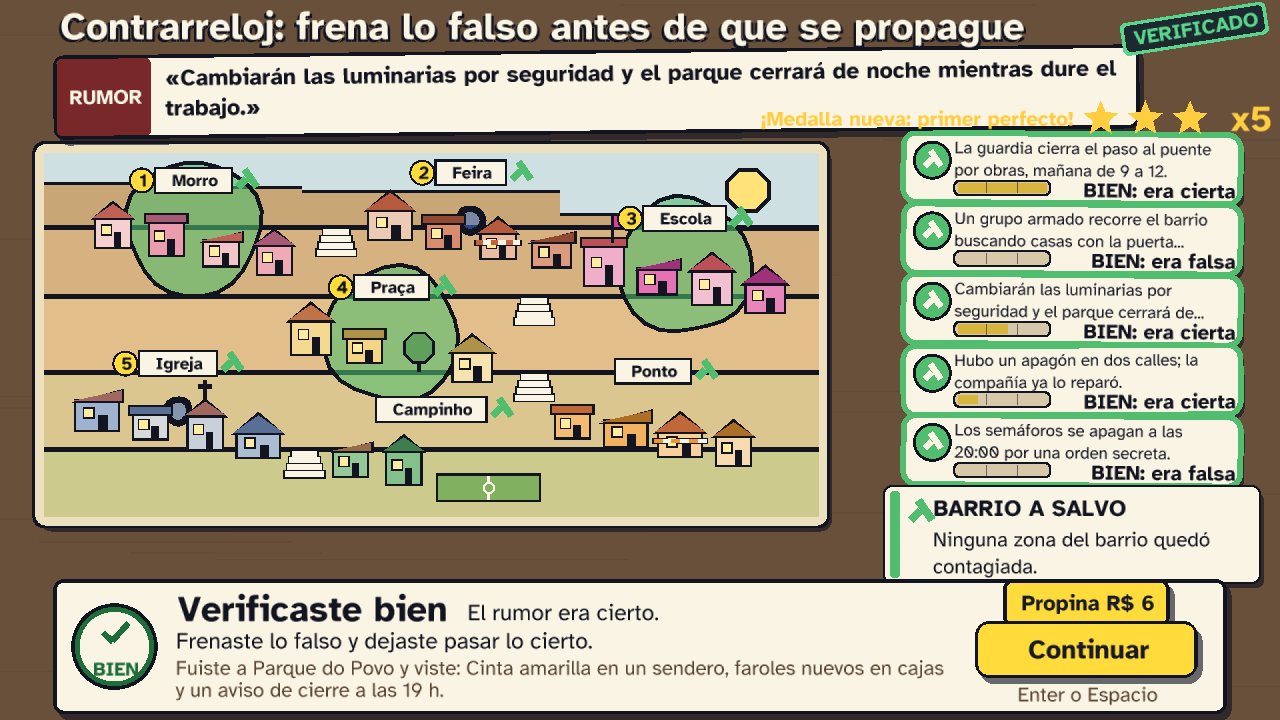 Contrarreloj: frena lo falso antes de que se propague
VERIFICADO
RUMOR
«Cambiarán las luminarias por seguridad y el parque cerrará de noche mientras dure el
trabajo.»
¡Medalla nueva: primer perfecto!
x5
1 Morro
2 Feira
3 Escola
4 Praça
5 Igreja
Ponto
Campinho
La guardia cierra el paso al puente
por obras, mañana de 9 a 12.
BIEN: era cierta
Un grupo armado recorre el barrio
buscando casas con la puerta...
BIEN: era falsa
Cambiarán las luminarias por
seguridad y el parque cerrará de...
BIEN: era cierta
Hubo un apagón en dos calles; la
compañía ya lo reparó.
BIEN: era cierta
Los semáforos se apagan a las
20:00 por una orden secreta.
BIEN: era falsa
BARRIO A SALVO
Ninguna zona del barrio quedó
contagiada.
BIEN
Verificaste bien El rumor era cierto.
Frenaste lo falso y dejaste pasar lo cierto.
Fuiste a Parque do Povo y viste: Cinta amarilla en un sendero, faroles nuevos en cajas
y un aviso de cierre a las 19 h.
Propina R$ 6
Continuar
Enter o Espacio